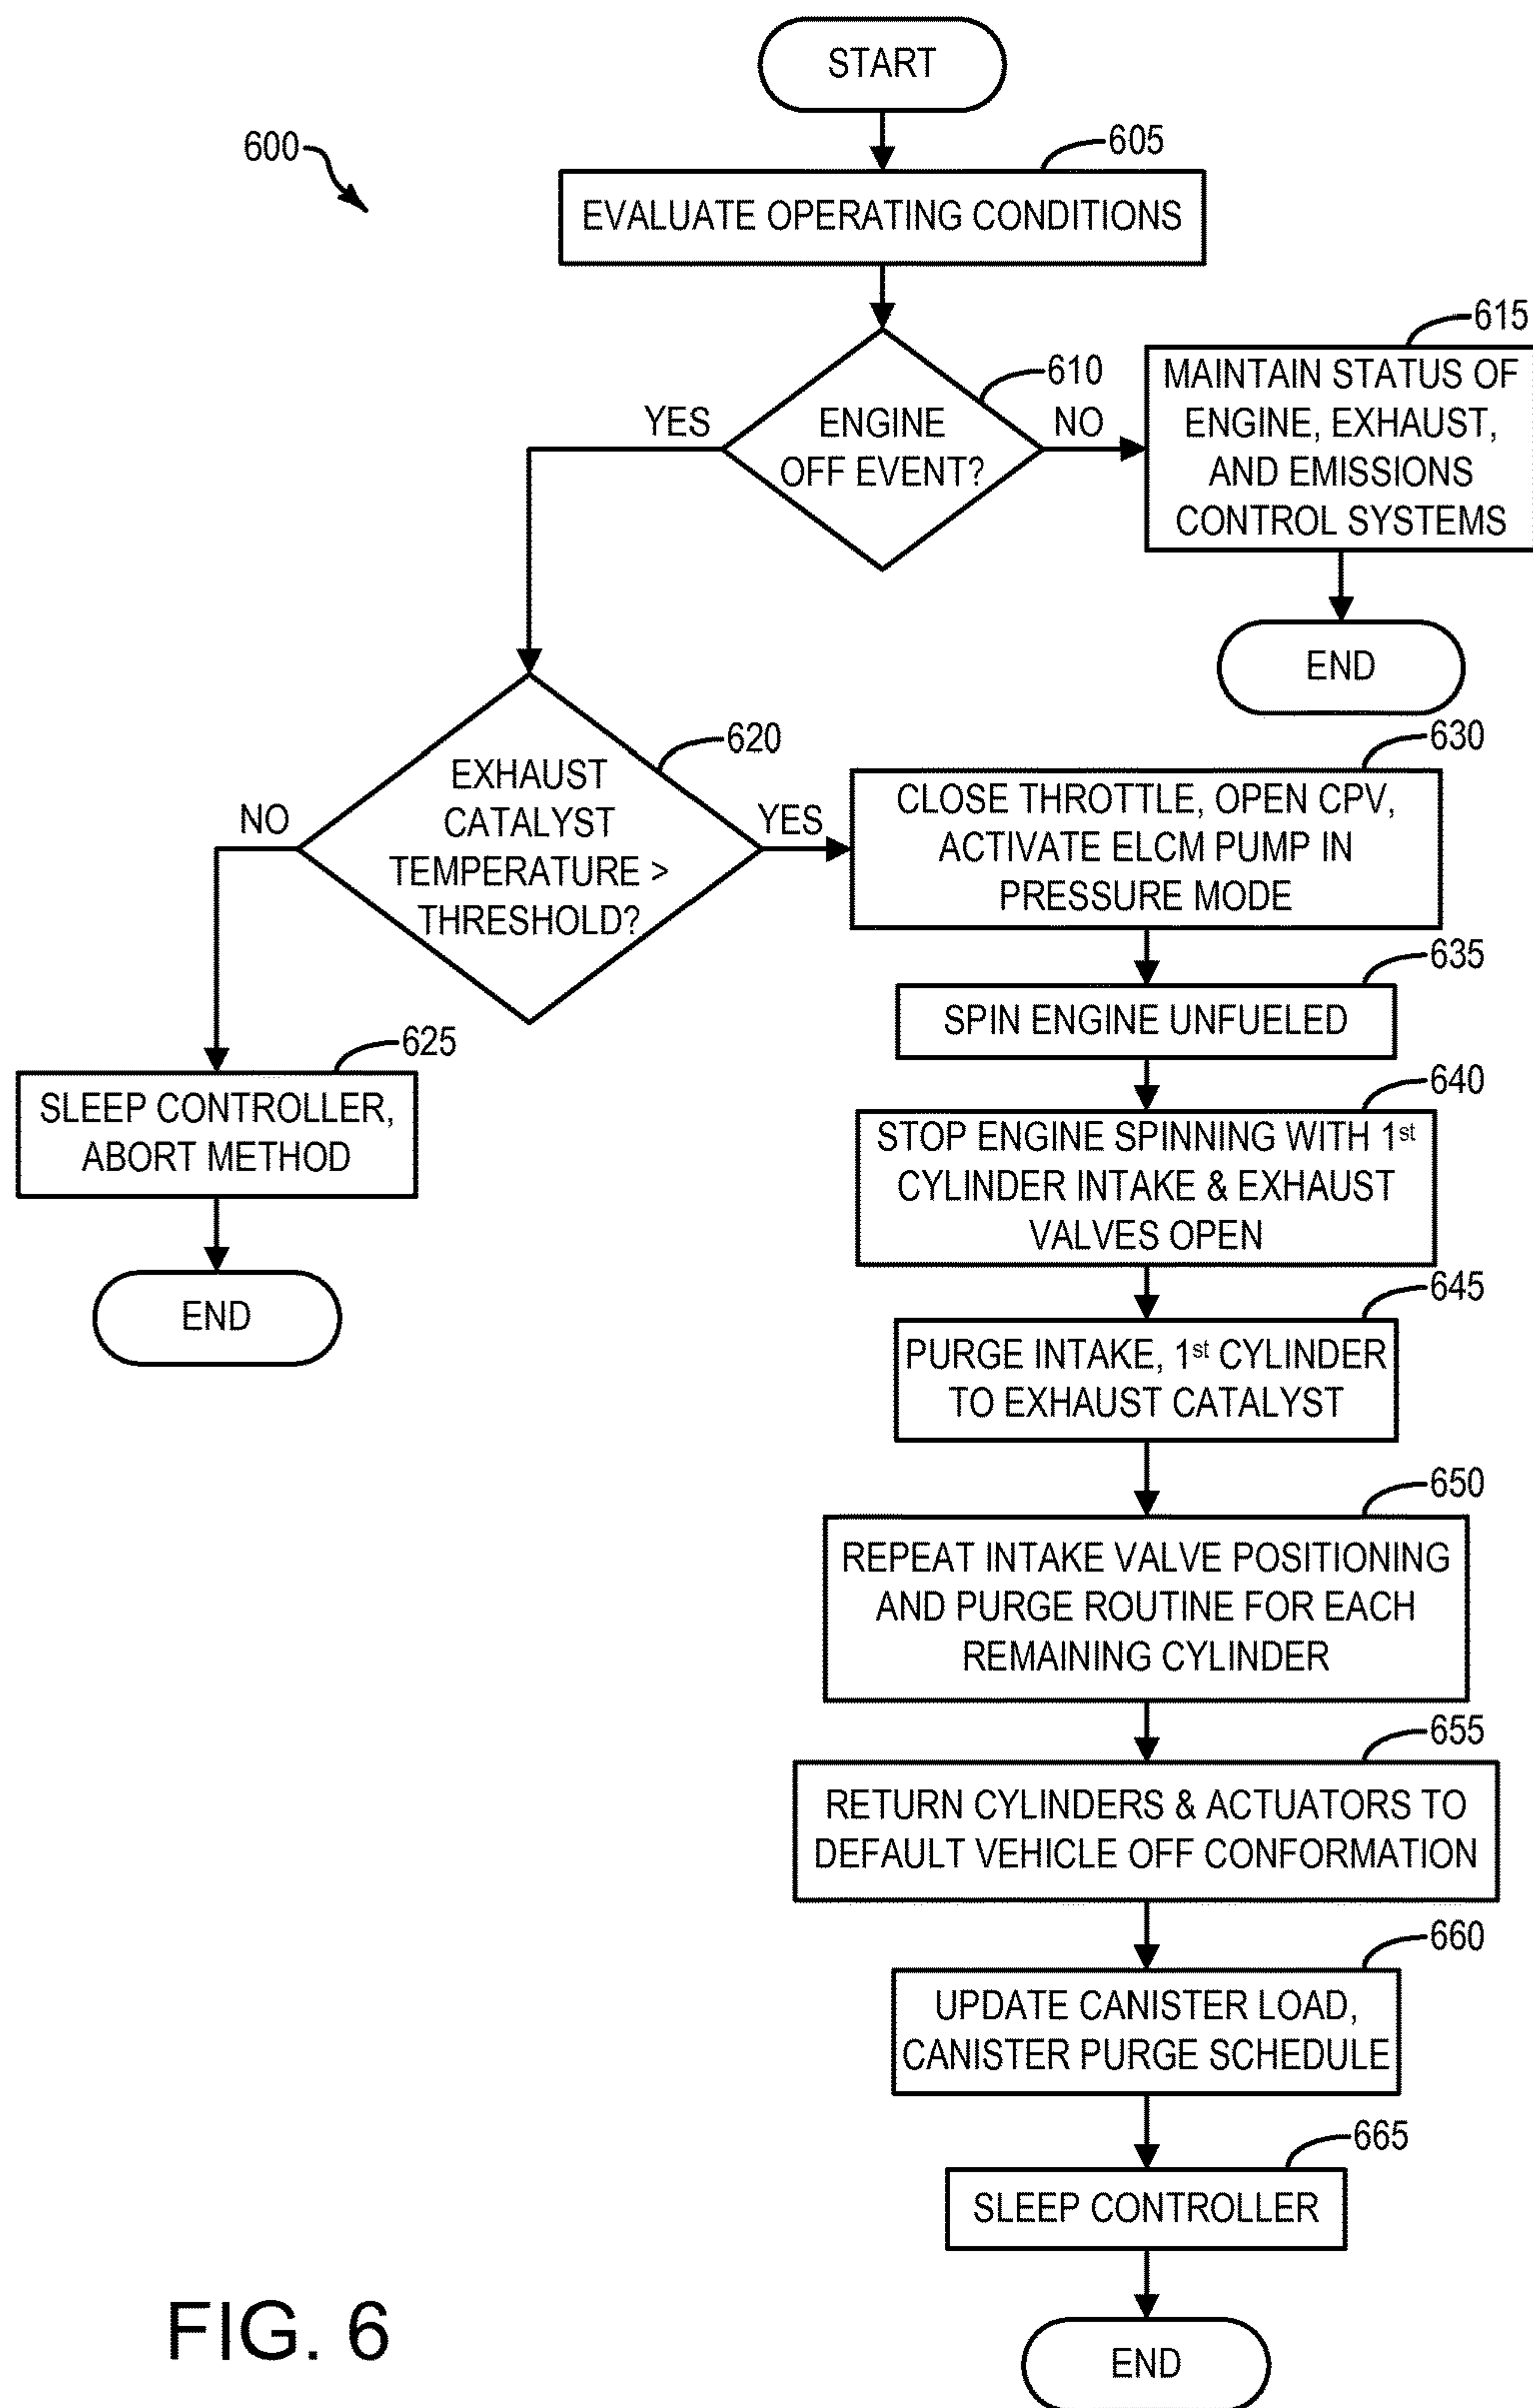 START
600
605
EVALUATE OPERATING CONDITIONS
615
610
YES
ENGINE
OFF EVENT?
NO
MAINTAIN STATUS OF
ENGINE, EXHAUST,
AND EMISSIONS
CONTROL SYSTEMS
END
620
EXHAUST
CATALYST
TEMPERATURE >
THRESHOLD?
NO
YES
630
CLOSE THROTTLE, OPEN CPV,
ACTIVATE ELCM PUMP IN
PRESSURE MODE
625
SLEEP CONTROLLER,
ABORT METHOD
END
635
SPIN ENGINE UNFUELED
640
STOP ENGINE SPINNING WITH 1st
CYLINDER INTAKE & EXHAUST
VALVES OPEN
645
PURGE INTAKE, 1st CYLINDER
TO EXHAUST CATALYST
650
REPEAT INTAKE VALVE POSITIONING
AND PURGE ROUTINE FOR EACH
REMAINING CYLINDER
655
RETURN CYLINDERS & ACTUATORS TO
DEFAULT VEHICLE OFF CONFORMATION
660
UPDATE CANISTER LOAD,
CANISTER PURGE SCHEDULE
665
SLEEP CONTROLLER
END
FIG. 6